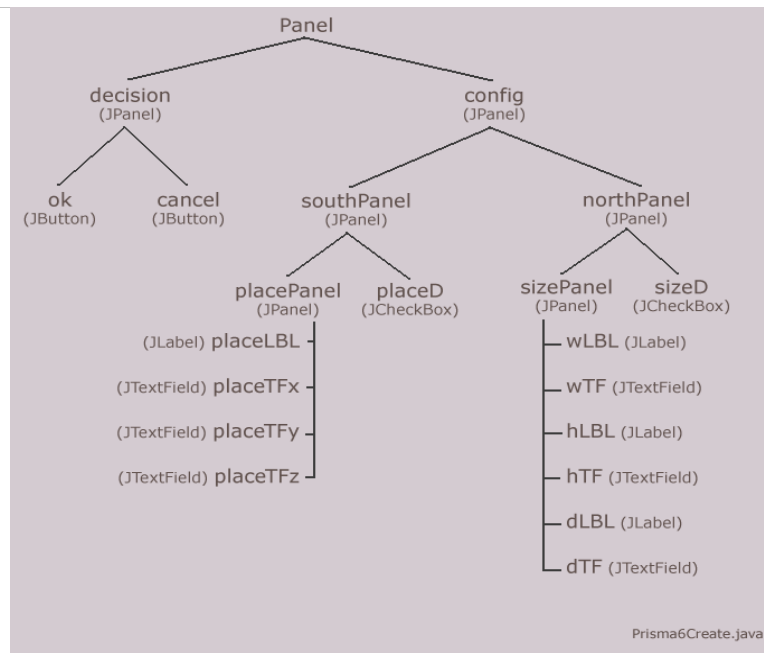 Panel
decision
(JPanel)
config
(JPanel)
ok
(JButton)
cancel
(JButton)
southPanel
(JPanel)
northPanel
(JPanel)
placePanel
(JPanel)
placeD
(JCheckBox)
sizePanel
(JPanel)
sizeD
(JCheckBox)
(JLabel) placeLBL
(JTextField) placeTFx
(JTextField) placeTFy
(JTextField) placeTFz
wLBL (JLabel)
wTF (JTextField)
hLBL (JLabel)
hTF (JTextField)
dLBL (JLabel)
dTF (JTextField)
Prisma6Create.java